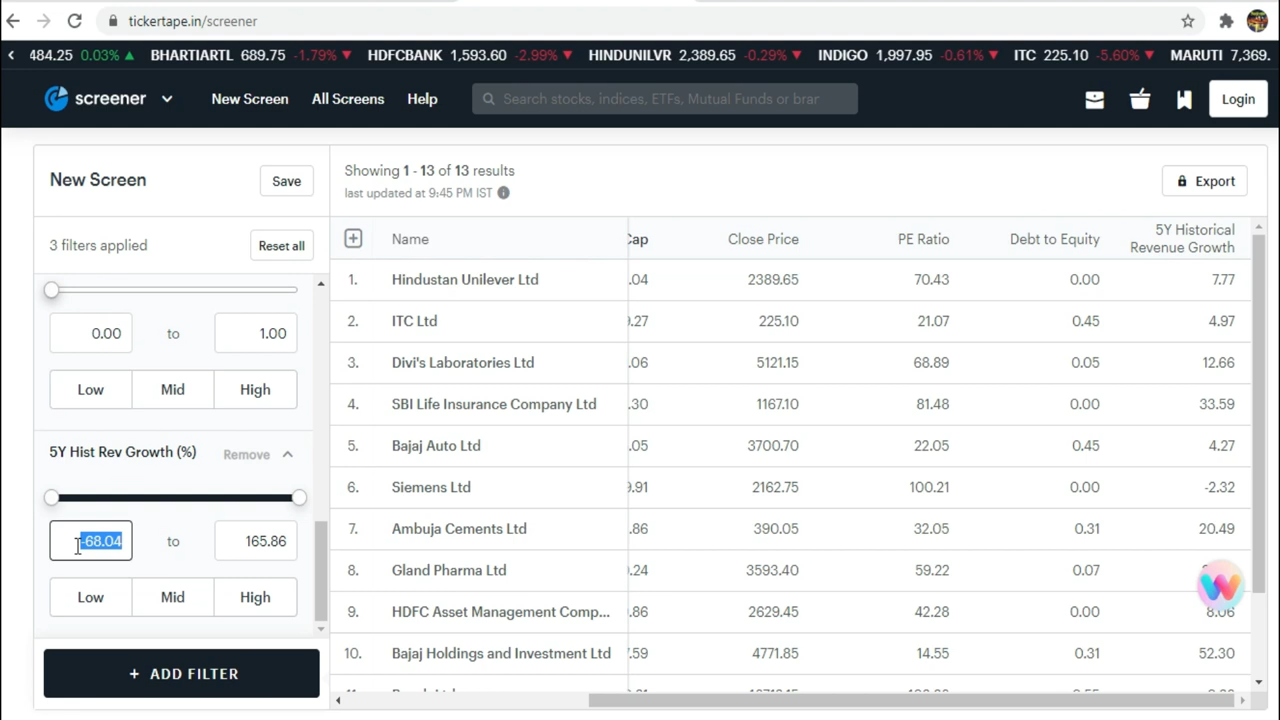 tickertape.in/screener
484.25 0.03% ▲ BHARTIARTL 689.75 -1.79% ▼ HDFCBANK 1,593.60 -2.99% ▼ HINDUNILVR 2,389.65 -0.29% ▼ INDIGO 1,997.95 -0.61% ▼ ITC 225.10 -5.60% ▼ MARUTI 7,369.
screener New Screen All Screens Help Search stocks, indices, ETFs, Mutual Funds or brar Login
New Screen Save
Showing 1 - 13 of 13 results
last updated at 9:45 PM IST
Export
3 filters applied Reset all
0.00 to 1.00
Low Mid High
5Y Hist Rev Growth (%) Remove
-68.04 to 165.86
Low Mid High
+ ADD FILTER
Name Cap Close Price PE Ratio Debt to Equity 5Y Historical
Revenue Growth
1. Hindustan Unilever Ltd .04 2389.65 70.43 0.00 7.77
2. ITC Ltd .27 225.10 21.07 0.45 4.97
3. Divi's Laboratories Ltd .06 5121.15 68.89 0.05 12.66
4. SBI Life Insurance Company Ltd .30 1167.10 81.48 0.00 33.59
5. Bajaj Auto Ltd .05 3700.70 22.05 0.45 4.27
6. Siemens Ltd .91 2162.75 100.21 0.00 -2.32
7. Ambuja Cements Ltd .86 390.05 32.05 0.31 20.49
8. Gland Pharma Ltd .24 3593.40 59.22 0.07
9. HDFC Asset Management Comp... .86 2629.45 42.28 0.00 8.06
10. Bajaj Holdings and Investment Ltd .59 4771.85 14.55 0.31 52.30